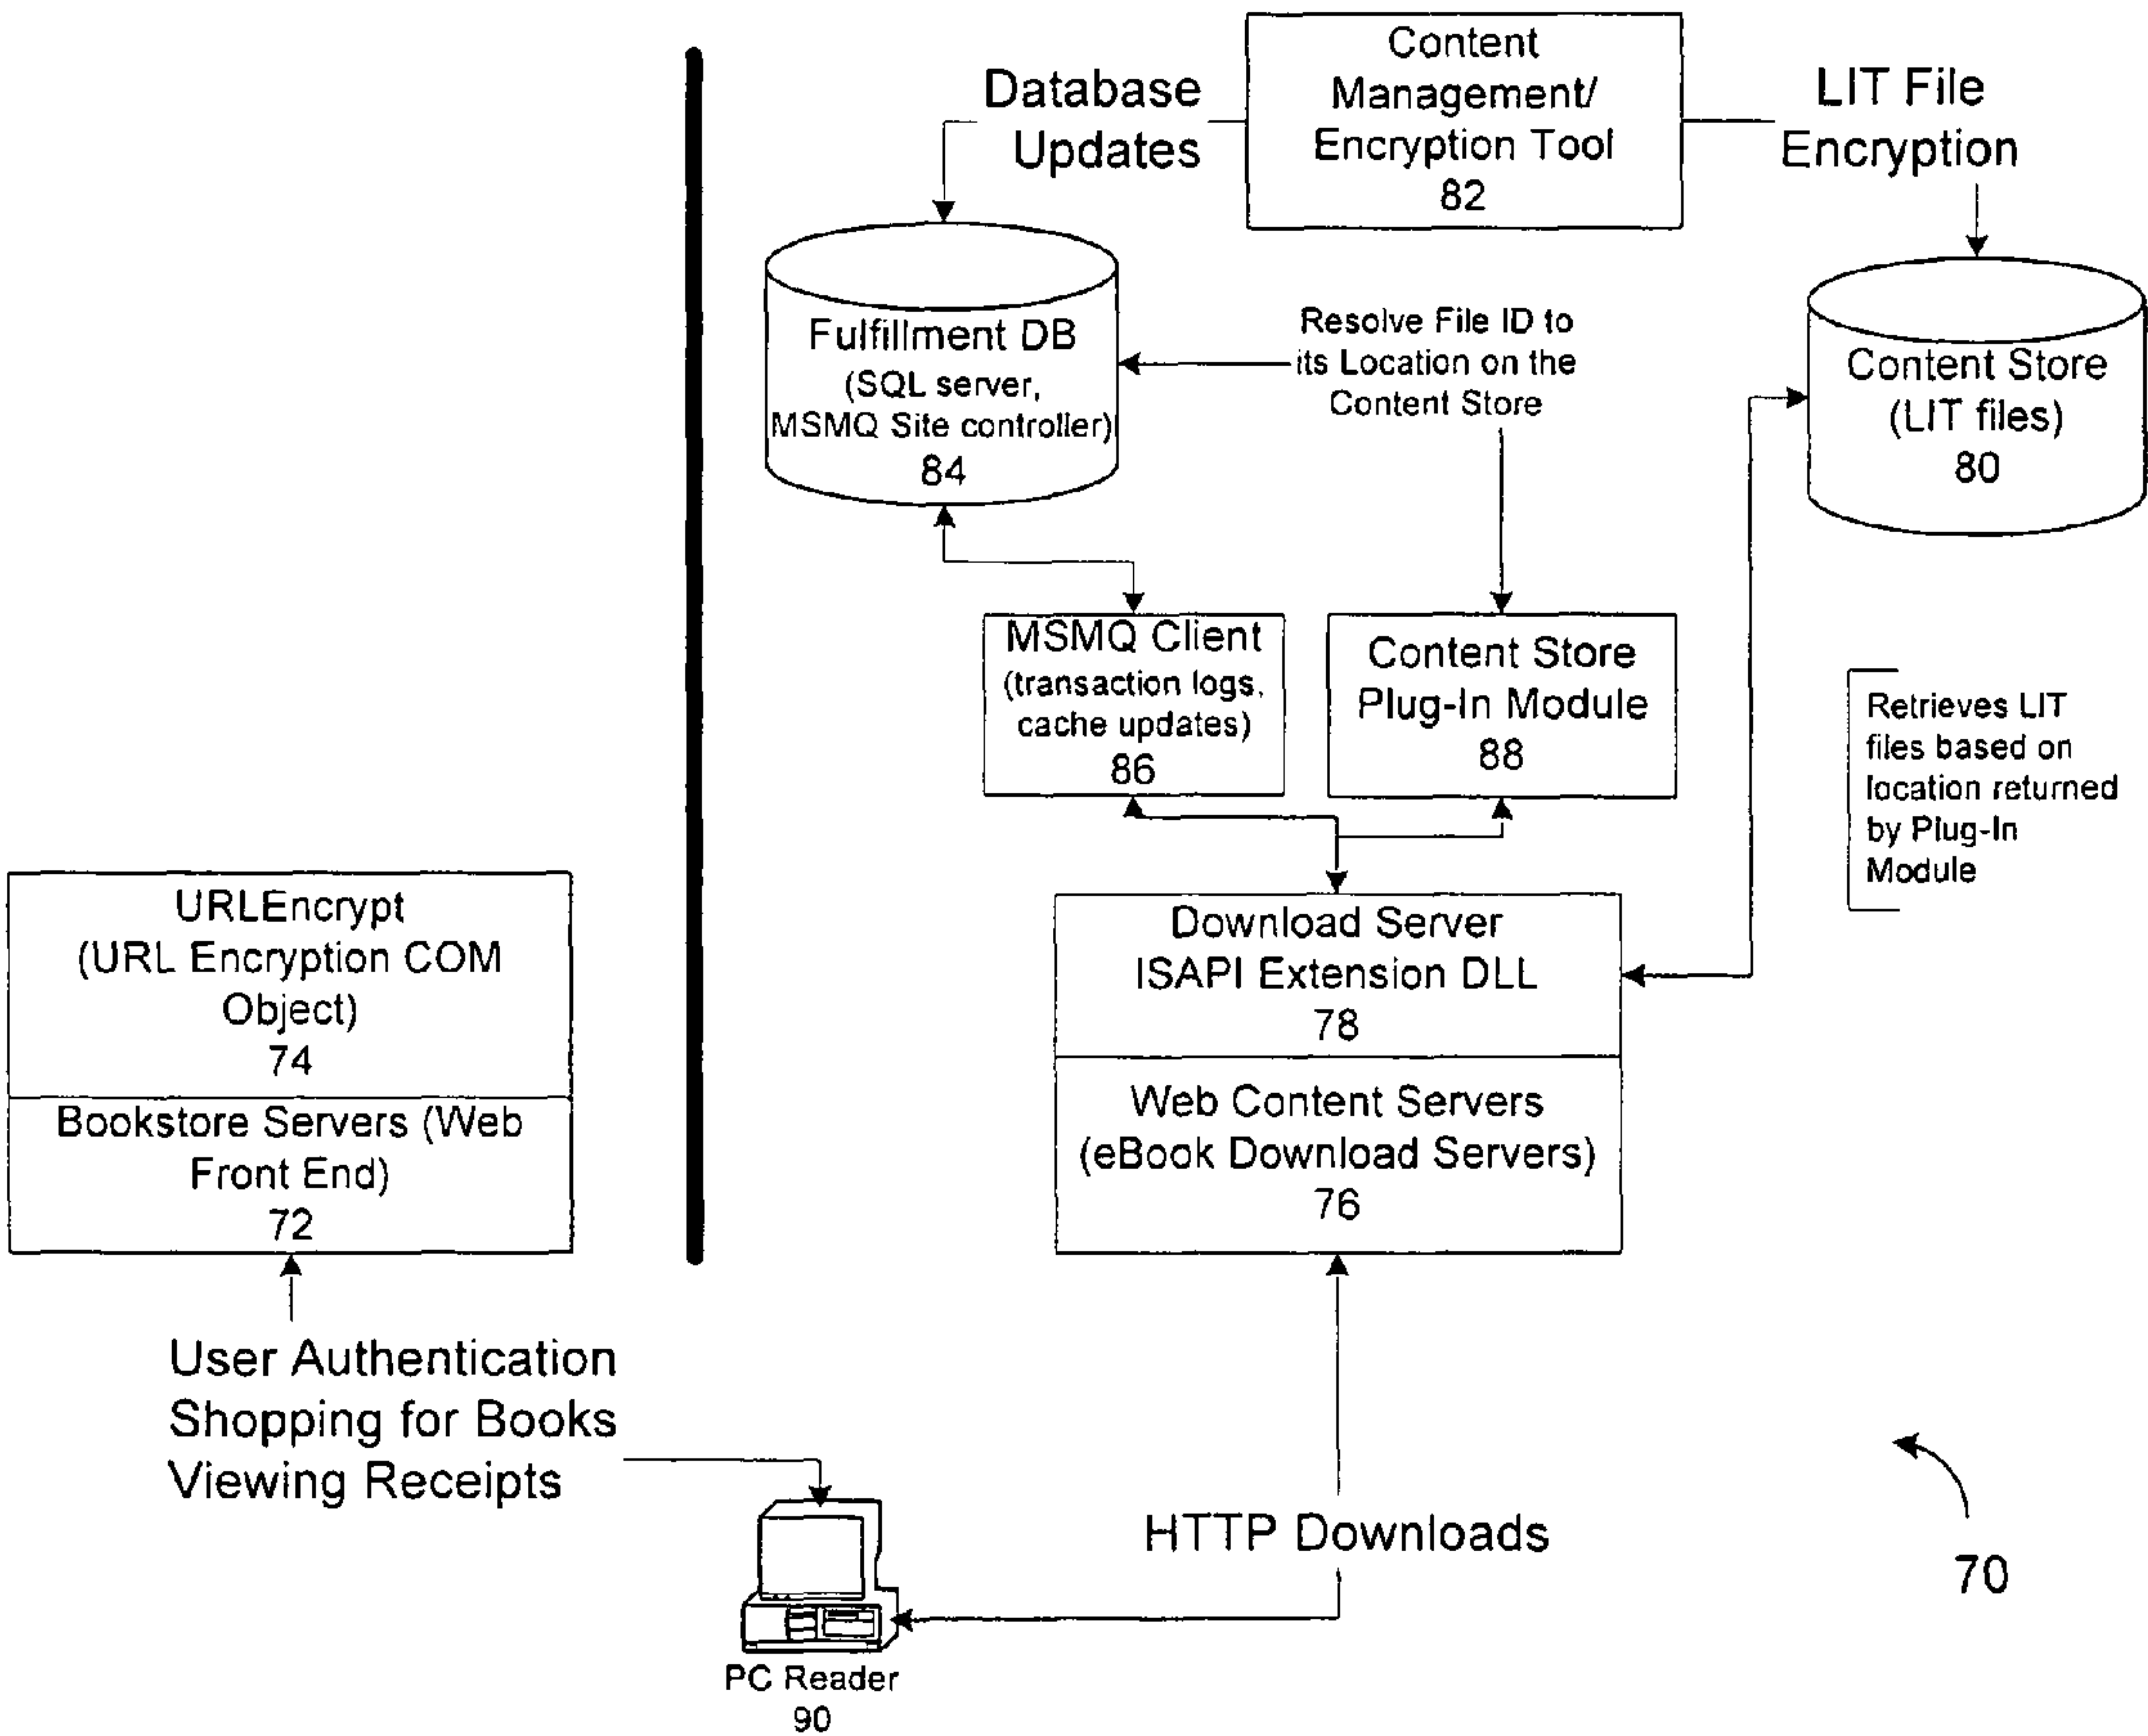 Content
Management/
Encryption Tool
82
Database
Updates
LIT File
Encryption
Fulfillment DB
(SQL server,
MSMQ Site controller)
84
Resolve File ID to
its Location on the
Content Store
Content Store
(LIT files)
80
MSMQ Client
(transaction logs,
cache updates)
86
Content Store
Plug-In Module
88
Retrieves LIT
files based on
location returned
by Plug-In
Module
URLEncrypt
(URL Encryption COM
Object)
74
Bookstore Servers (Web
Front End)
72
Download Server
ISAPI Extension DLL
78
Web Content Servers
(eBook Download Servers)
76
User Authentication
Shopping for Books
Viewing Receipts
HTTP Downloads
70
PC Reader
90